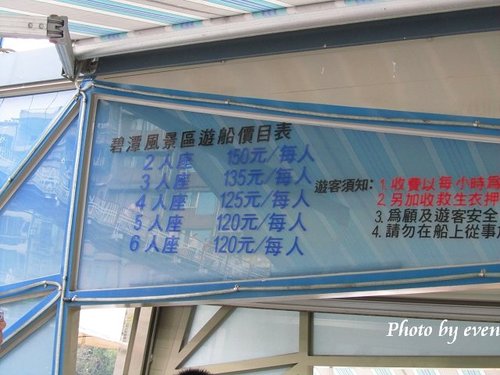 碧潭風景區遊船價目表
2 人座 150元/每人
3 人座 135元/每人
4 人座 125元/每人
5 人座 120元/每人
6 人座 120元/每人
遊客須知：1. 收費以每小時爲
2. 另加收救生衣押
3. 爲顧及遊客安全
4. 請勿在船上從事
Photo by even